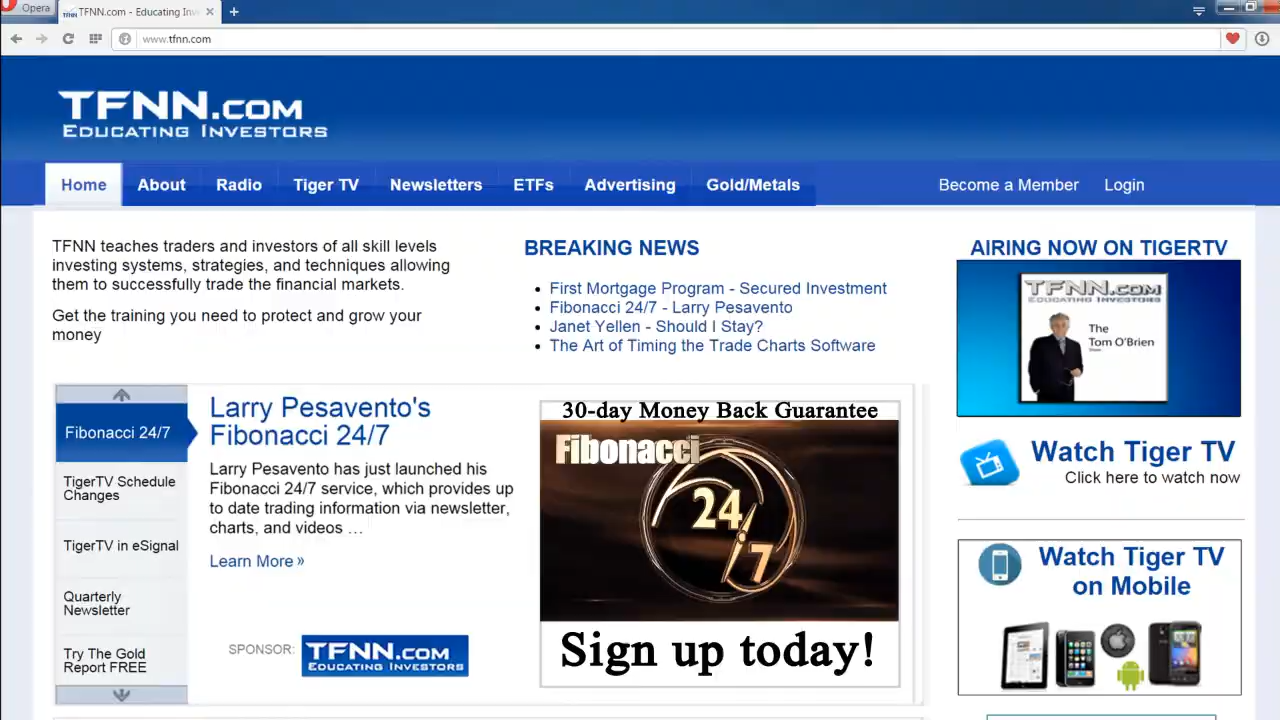 Opera
TFNN.com - Educating Inv
www.tfnn.com
TFNN.COM
EDUCATING INVESTORS
Home
About
Radio
Tiger TV
Newsletters
ETFs
Advertising
Gold/Metals
Become a Member
Login
TFNN teaches traders and investors of all skill levels
investing systems, strategies, and techniques allowing
them to successfully trade the financial markets.
Get the training you need to protect and grow your
money
BREAKING NEWS
First Mortgage Program - Secured Investment
Fibonacci 24/7 - Larry Pesavento
Janet Yellen - Should I Stay?
The Art of Timing the Trade Charts Software
AIRING NOW ON TIGERTV
TFNN.COM
EDUCATING INVESTORS
The
Tom O'Brien
Show
Watch Tiger TV
Click here to watch now
Fibonacci 24/7
TigerTV Schedule
Changes
TigerTV in eSignal
Quarterly
Newsletter
Try The Gold
Report FREE
Larry Pesavento's
Fibonacci 24/7
Larry Pesavento has just launched his
Fibonacci 24/7 service, which provides up
to date trading information via newsletter,
charts, and videos …
Learn More »
SPONSOR:
TFNN.COM
EDUCATING INVESTORS
30-day Money Back Guarantee
Fibonacci
24
7
Sign up today!
Watch Tiger TV
on Mobile